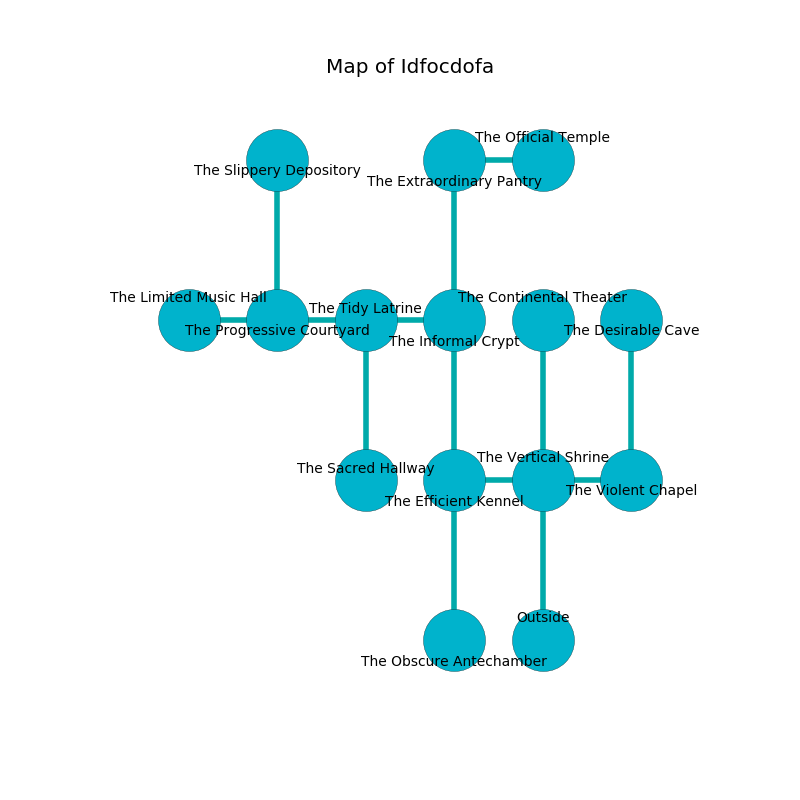 Map of Idfocdofa
The Official Temple
The Slippery Depository
The Extraordinary Pantry
The Limited Music Hall
The Continental Theater
The Tidy Latrine
The Progressive Courtyard
The Desirable Cave
The Informal Crypt
The Vertical Shrine
The Sacred Hallway
The Violent Chapel
The Efficient Kennel
Outside
The Obscure Antechamber